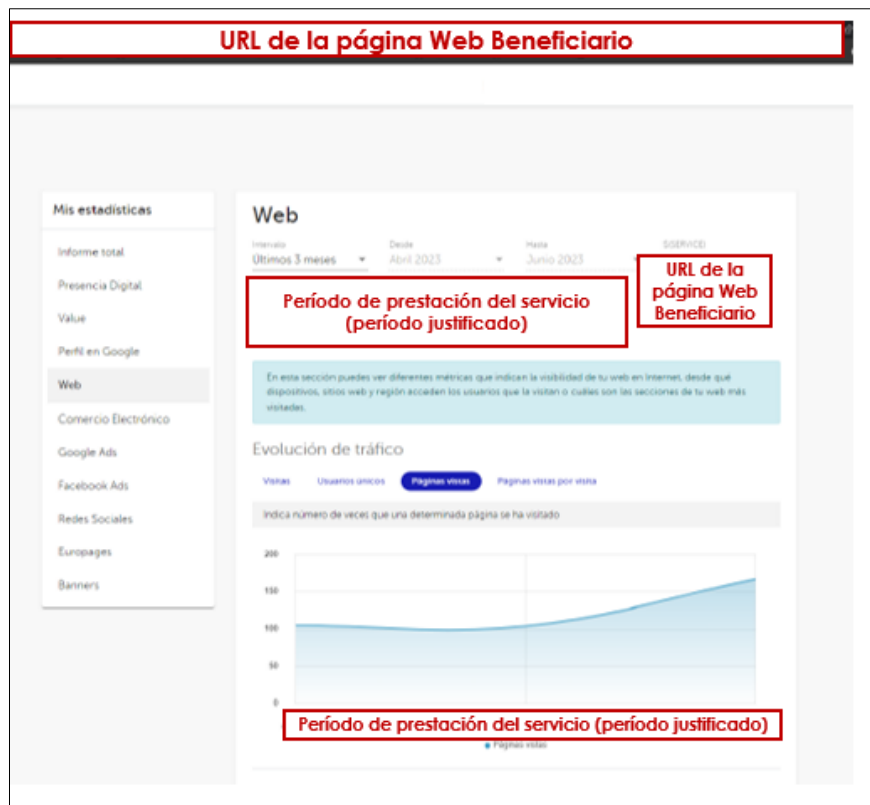 URL de la página Web Beneficiario
Mis estadísticas
Informe total
Presencia Digital
Value
Perfil en Google
Web
Comercio Electrónico
Google Ads
Facebook Ads
Redes Sociales
Europages
Banners
Web
Intervalo
Desde
Hasta
Últimos 3 meses
Abril 2023
Junio 2023
URL de la
página Web
Beneficiario
Período de prestación del servicio
(período justificado)
En esta sección puedes ver diferentes métricas que indican la visibilidad de tu web en Internet, desde qué
dispositivos, sitios web y región acceden los usuarios que la visitan o cuáles son las secciones de tu web más
visitadas.
Evolución de tráfico
Visitas Usuarios únicos Páginas vistas Páginas vistas por visita
Indica número de veces que una determinada página se ha visitado
200
150
100
50
0
Período de prestación del servicio (período justificado)
Páginas vistas